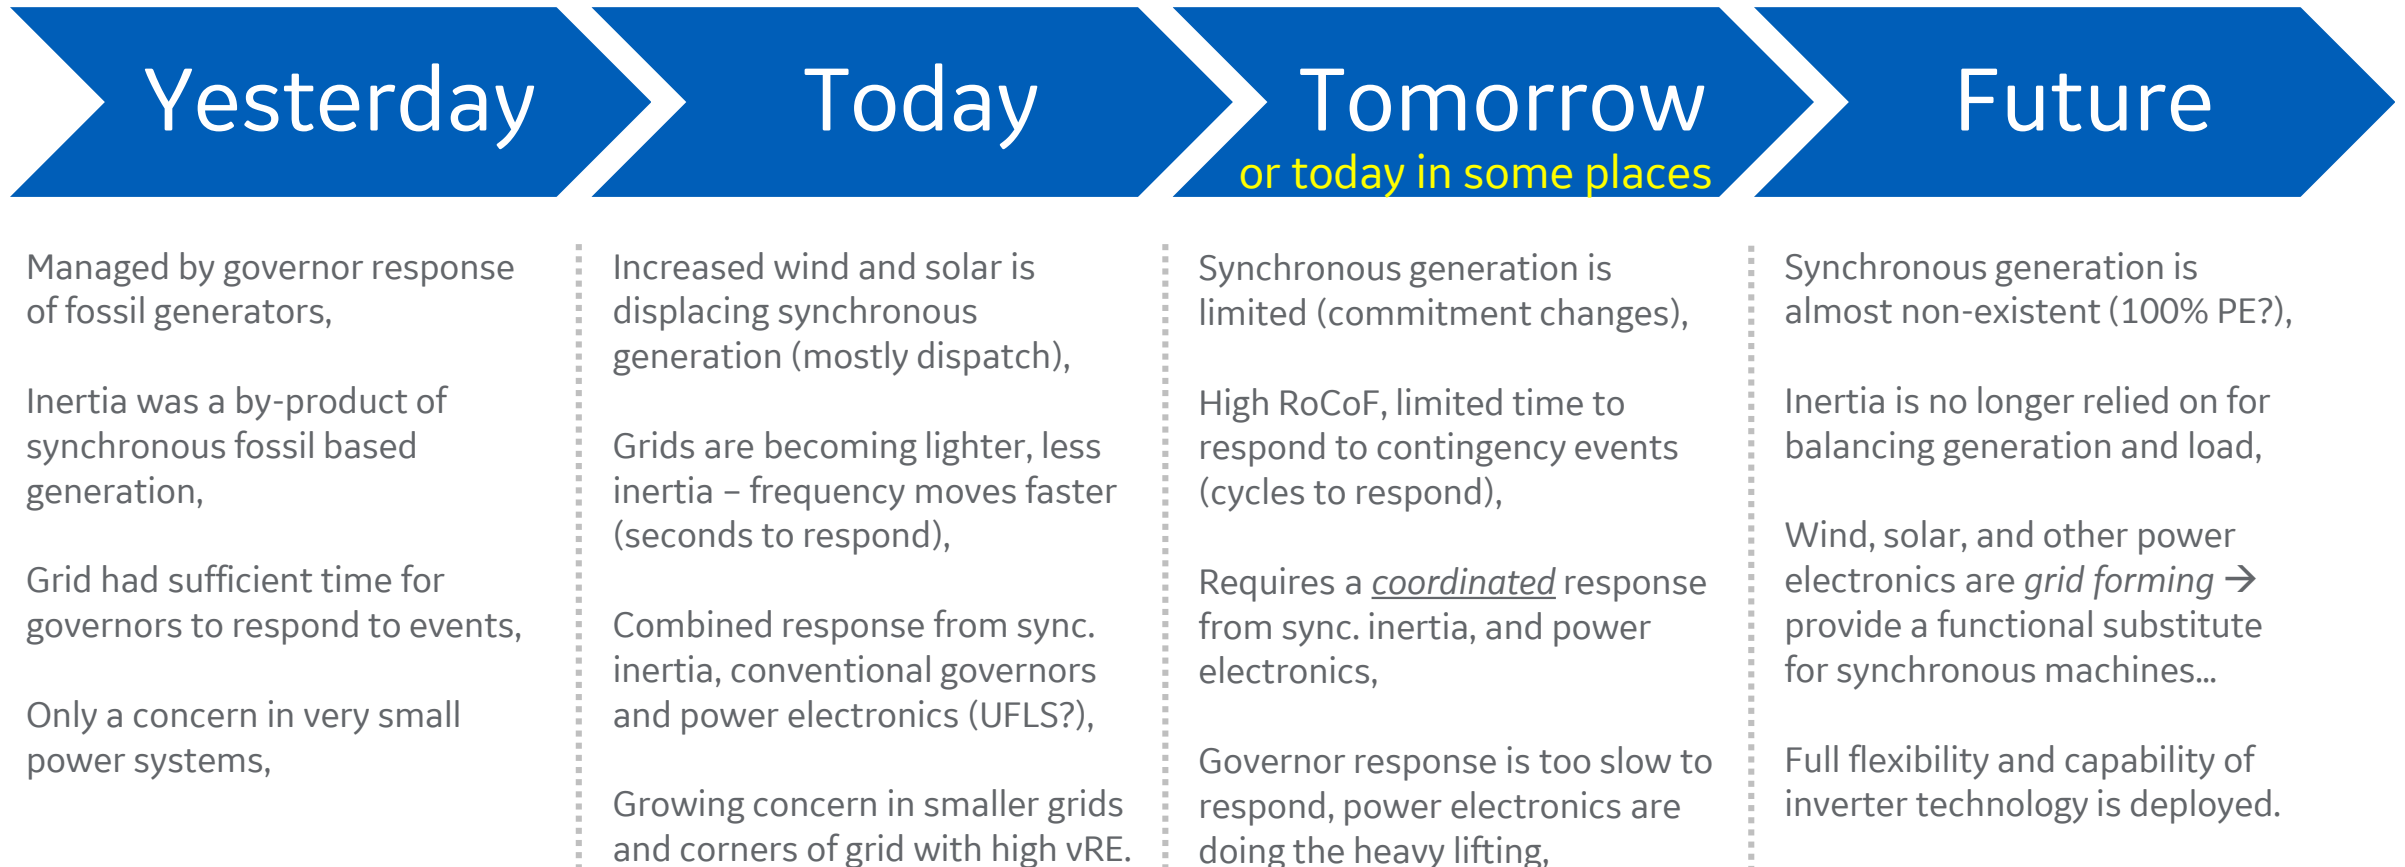 Yesterday
Today
Tomorrow
or today in some places
Future
Managed by governor response
of fossil generators,
Inertia was a by-product of
synchronous fossil based
generation,
Grid had sufficient time for
governors to respond to events,
Only a concern in very small
power systems,
Increased wind and solar is
displacing synchronous
generation (mostly dispatch),
Grids are becoming lighter, less
inertia – frequency moves faster
(seconds to respond),
Combined response from sync.
inertia, conventional governors
and power electronics (UFLS?),
Growing concern in smaller grids
and corners of grid with high vRE.
Synchronous generation is
limited (commitment changes),
High RoCoF, limited time to
respond to contingency events
(cycles to respond),
Requires a coordinated response
from sync. inertia, and power
electronics,
Governor response is too slow to
respond, power electronics are
doing the heavy lifting,
Synchronous generation is
almost non-existent (100% PE?),
Inertia is no longer relied on for
balancing generation and load,
Wind, solar, and other power
electronics are grid forming →
provide a functional substitute
for synchronous machines…
Full flexibility and capability of
inverter technology is deployed.